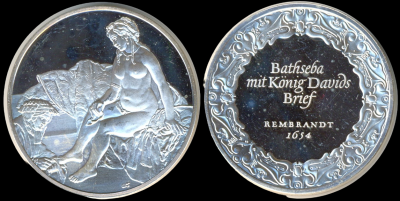 Bathseba
mit König Davids
Brief
REMBRANDT
1654